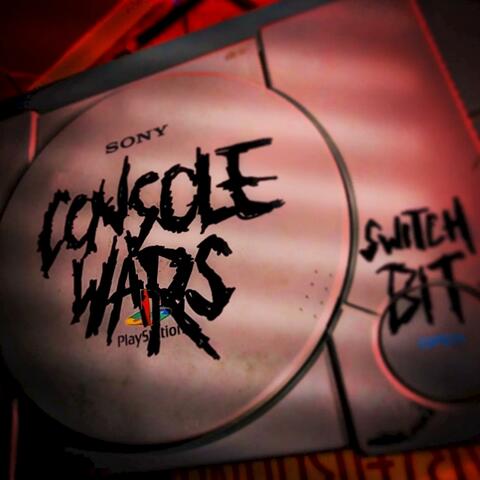 SONY
CONSOLE
WARS
PlayStation
SWITCH
BIT